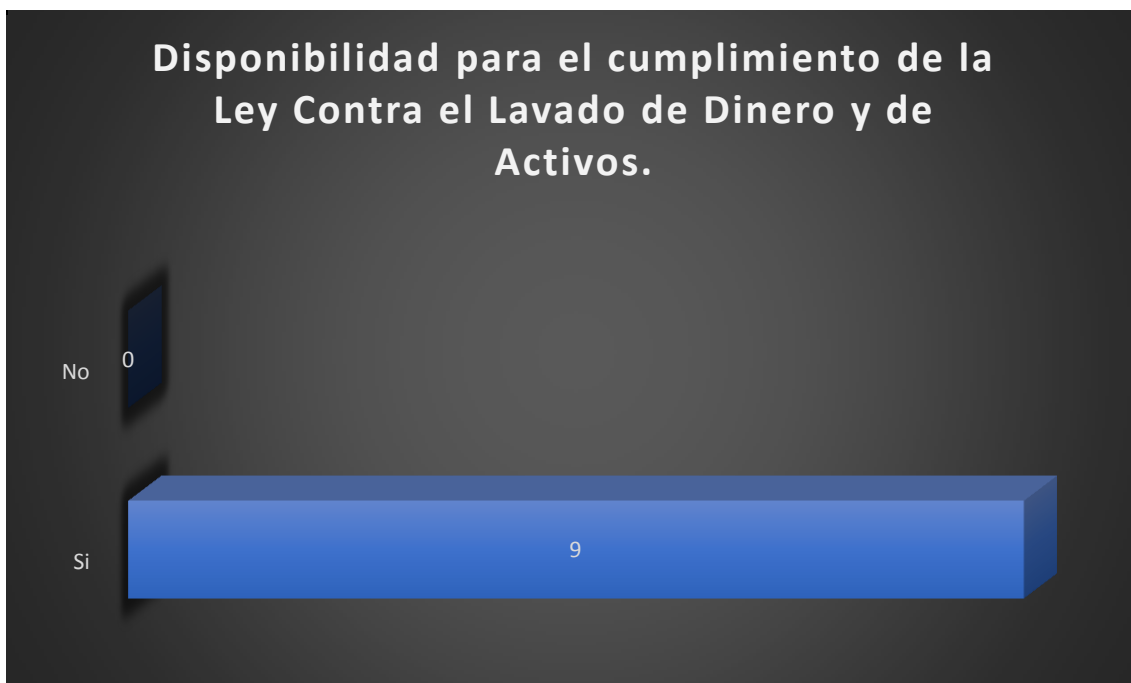 Disponibilidad para el cumplimiento de la
Ley Contra el Lavado de Dinero y de
Activos.
No
0
Si
9